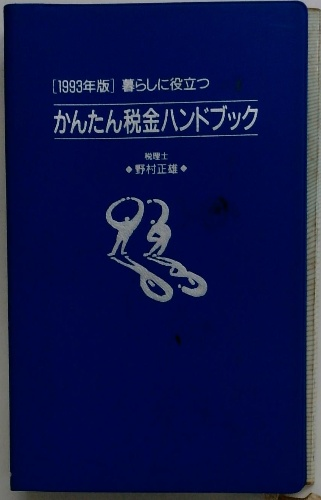 [1993年版] 暮らしに役立つ
かんたん税金ハンドブック
税理士
◆野村正雄◆